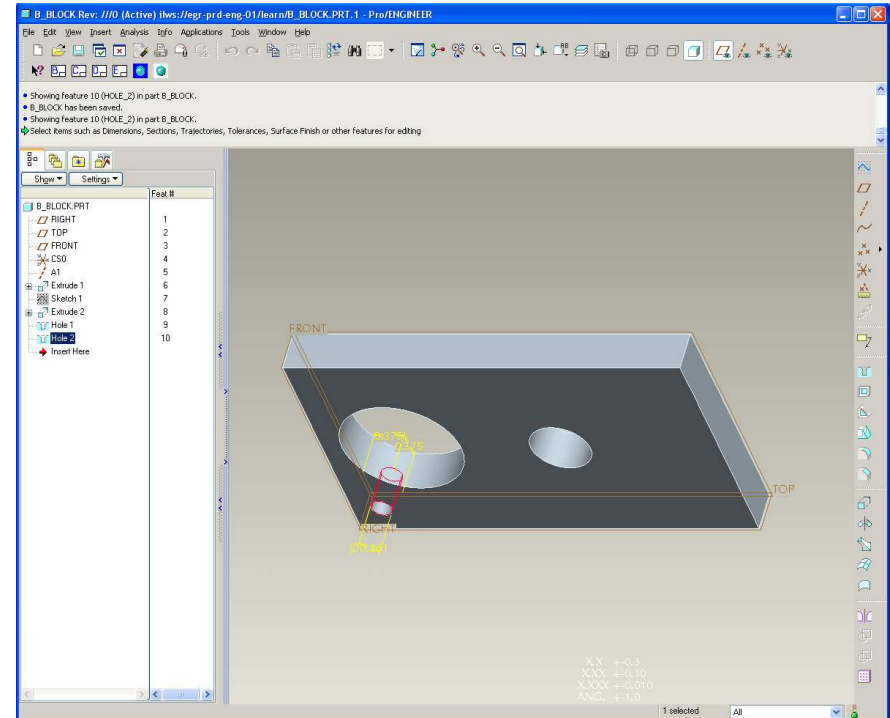 B_BLOCK Rev: ///0 (Active) ilws://egr-prd-eng-01/learn/B_BLOCK.PRT.1 - Pro/ENGINEER
File Edit View Insert Analysis Info Applications Tools Window Help
• Showing feature 10 (HOLE_2) in part B_BLOCK.
• B_BLOCK has been saved.
• Showing feature 10 (HOLE_2) in part B_BLOCK.
Select items such as Dimensions, Sections, Trajectories, Tolerances, Surface Finish or other features for editing
Show Settings
Feat #
B_BLOCK.PRT
RIGHT 1
TOP 2
FRONT 3
CS0 4
A1 5
Extrude 1 6
Sketch 1 7
Extrude 2 8
Hole 1 9
Hole 2 10
Insert Here
FRONT
TOP
RIGHT
X.X +-0.3
X.XX +-0.10
X.XXX +-0.010
ANG. +-1.0
1 selected All